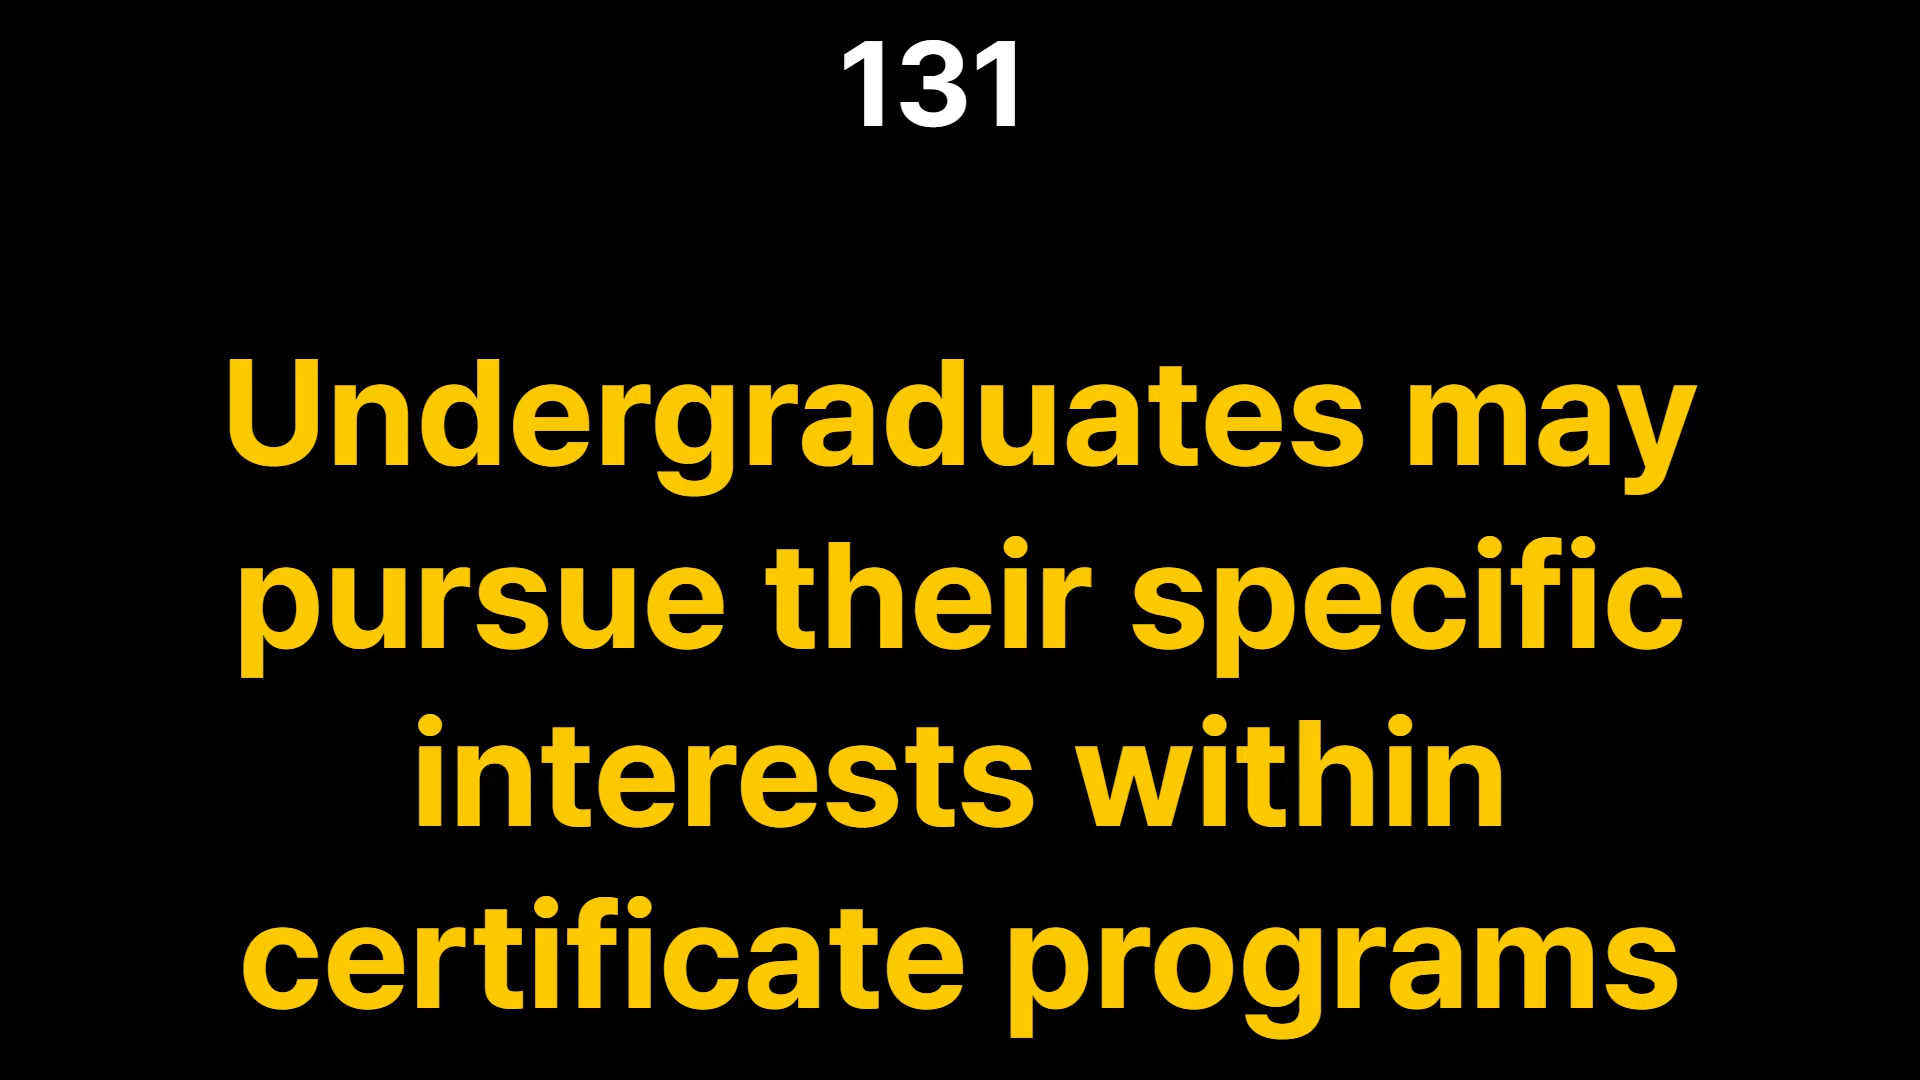 131
Undergraduates may
pursue their specific
interests within
certificate programs